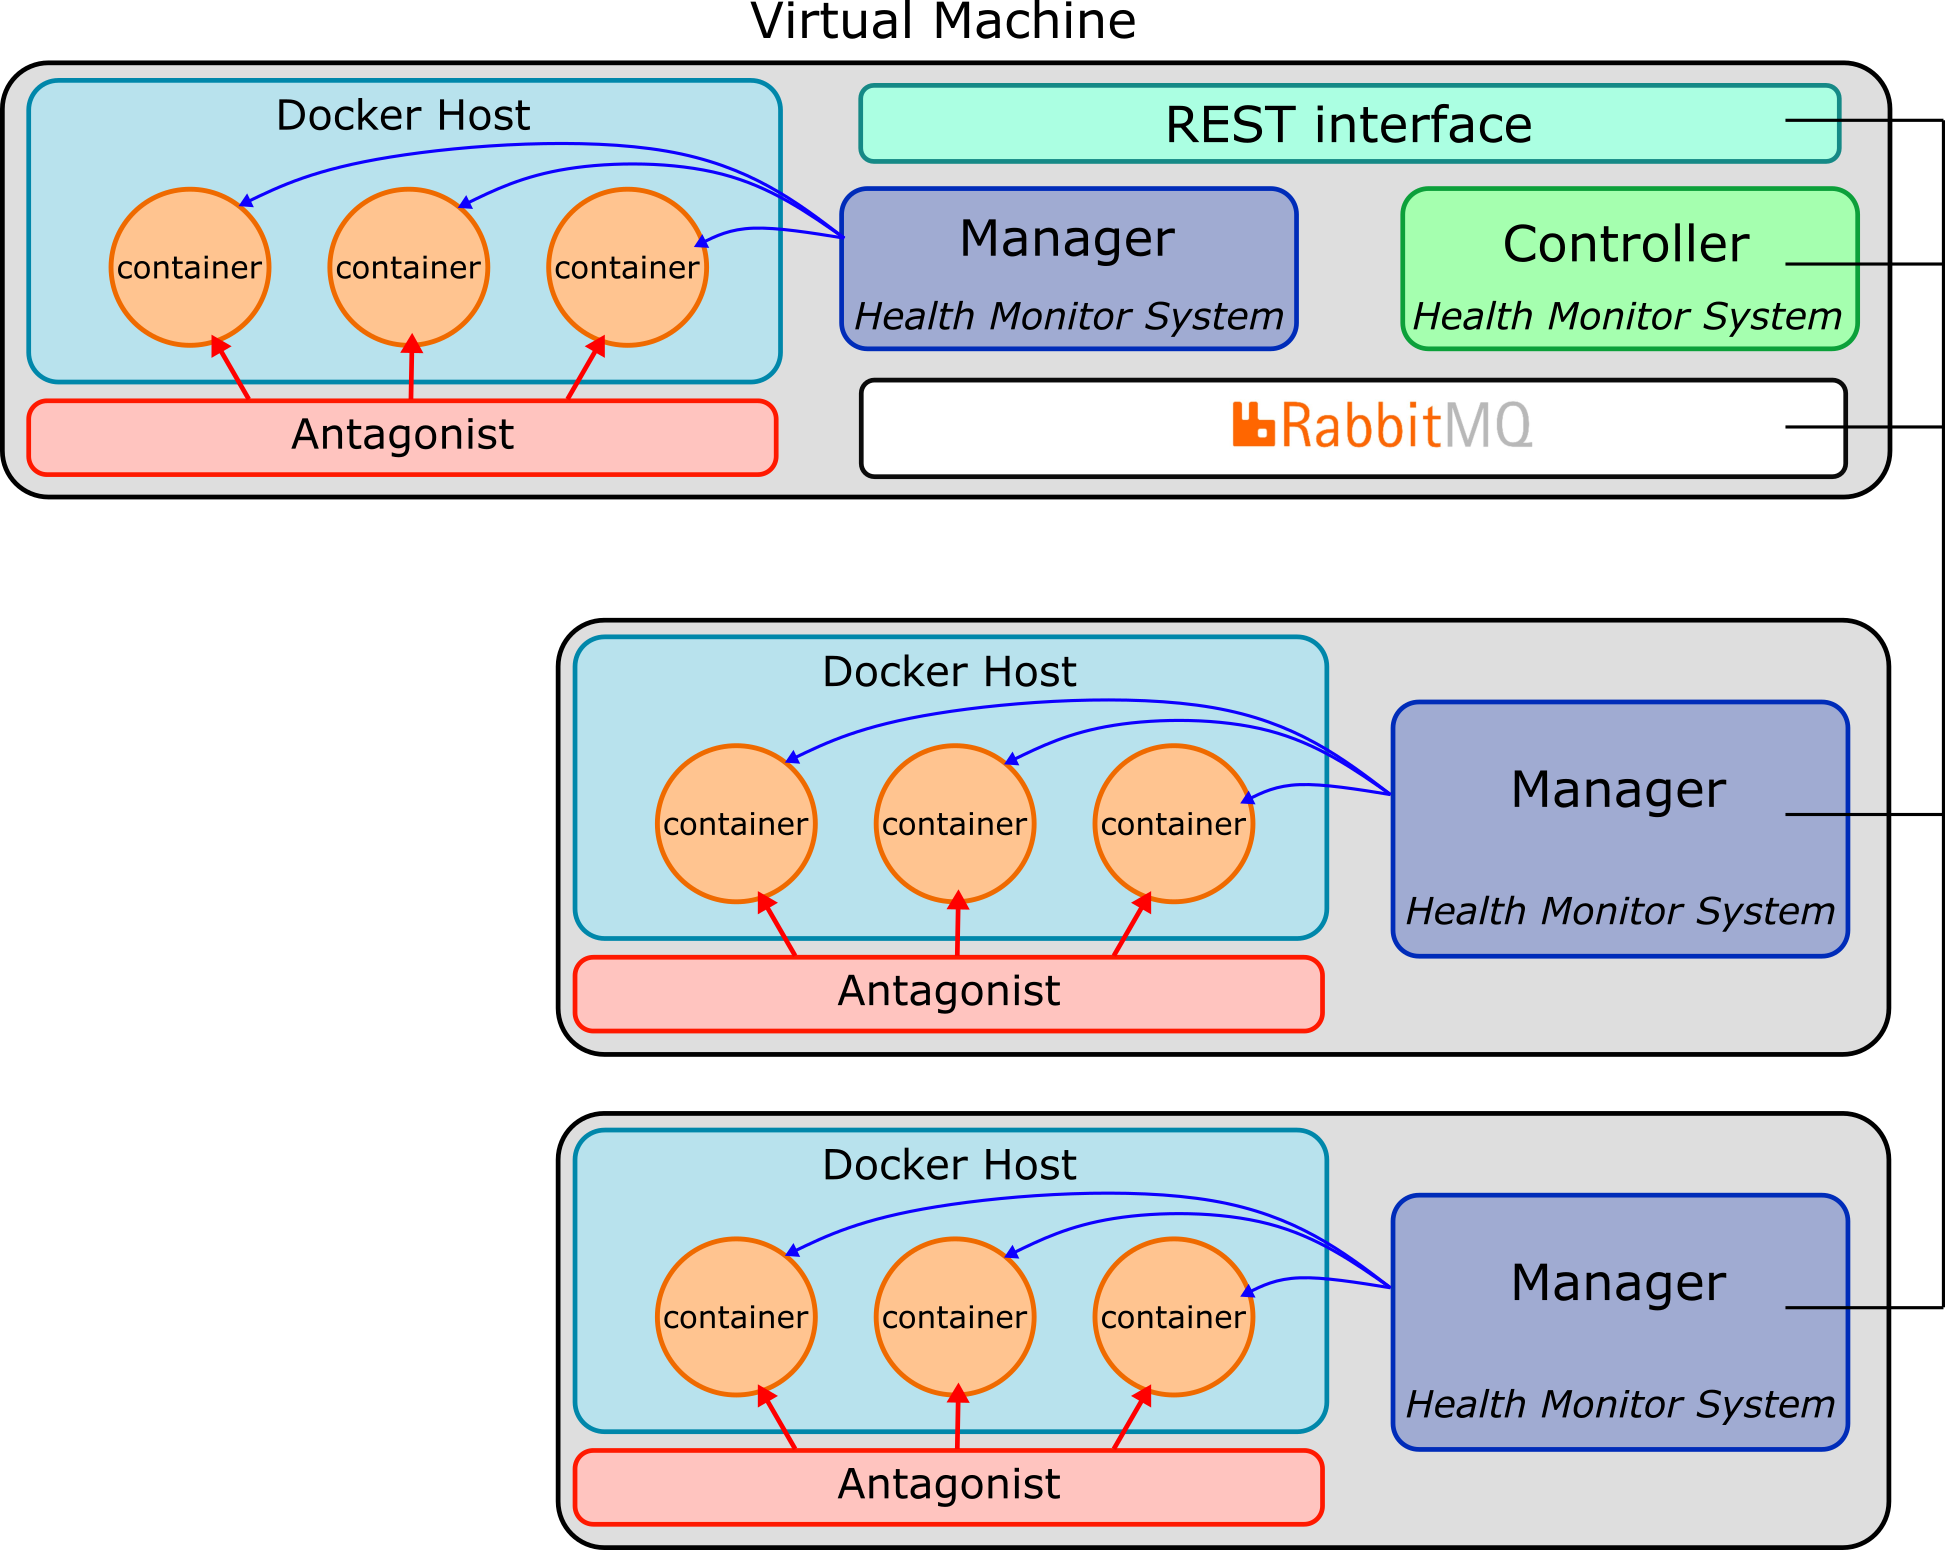 Virtual Machine
Docker Host
container
container
container
Antagonist
REST interface
Manager
Health Monitor System
Controller
Health Monitor System
RabbitMQ
Docker Host
container
container
container
Antagonist
Manager
Health Monitor System
Docker Host
container
container
container
Antagonist
Manager
Health Monitor System